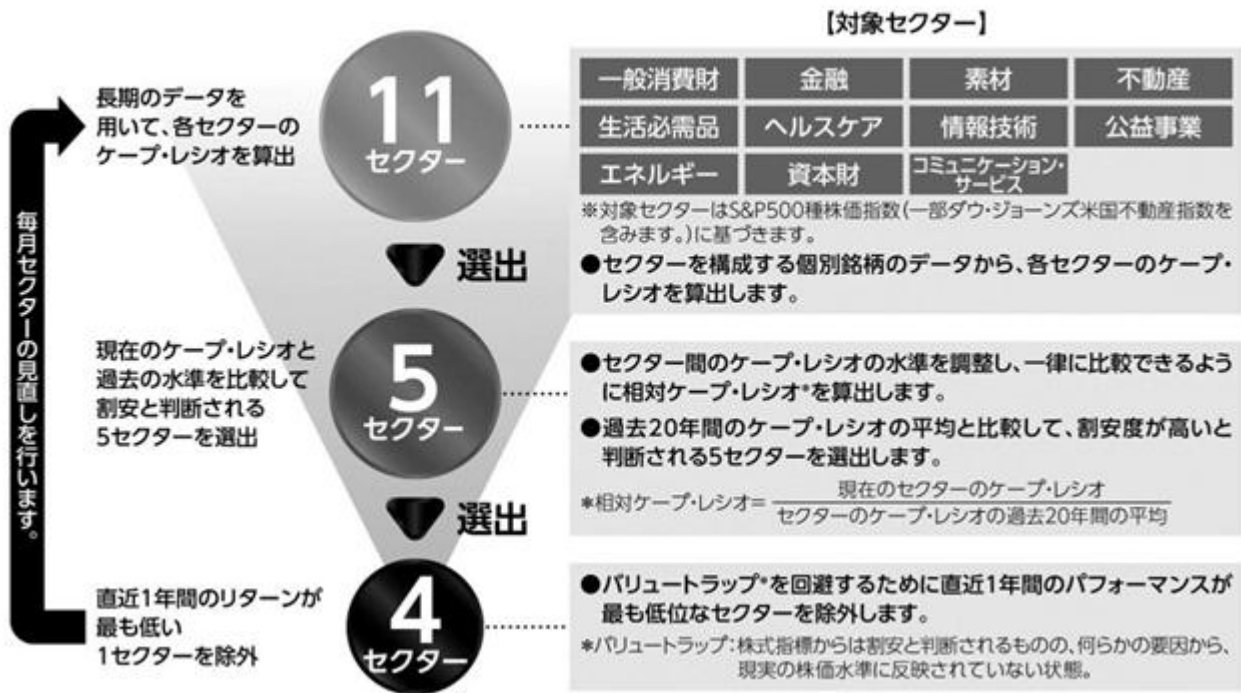 【対象セクター】
長期のデータを
用いて、各セクターの
ケープ・レシオを算出
11
セクター
一般消費財 金融 素材 不動産
生活必需品 ヘルスケア 情報技術 公益事業
エネルギー 資本財 コミュニケーション・
サービス
※対象セクターはS&P500種株価指数(一部ダウ・ジョーンズ米国不動産指数を
含みます。)に基づきます。
●セクターを構成する個別銘柄のデータから、各セクターのケープ・
レシオを算出します。
選出
毎月セクターの見直しを行います。
現在のケープ・レシオと
過去の水準を比較して
割安と判断される
5セクターを選出
5
セクター
●セクター間のケープ・レシオの水準を調整し、一律に比較できるよう
に相対ケープ・レシオ*を算出します。
●過去20年間のケープ・レシオの平均と比較して、割安度が高いと
判断される5セクターを選出します。
*相対ケープ・レシオ=
現在のセクターのケープ・レシオ
セクターのケープ・レシオの過去20年間の平均
選出
直近1年間のリターンが
最も低い
1セクターを除外
4
セクター
●バリュートラップ*を回避するために直近1年間のパフォーマンスが
最も低位なセクターを除外します。
*バリュートラップ:株式指標からは割安と判断されるものの、何らかの要因から、
現実の株価水準に反映されていない状態。